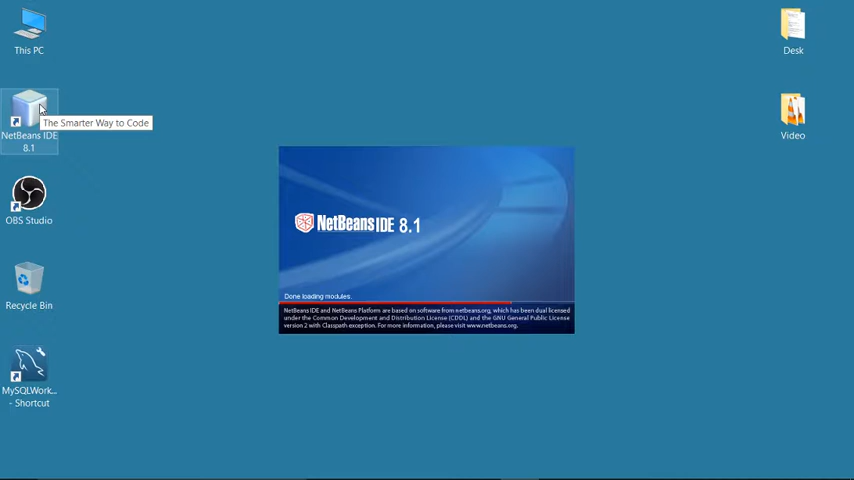 This PC
NetBeans IDE
8.1
The Smarter Way to Code
OBS Studio
Recycle Bin
MySQLWork...
- Shortcut
NetBeans IDE 8.1
Done loading modules.
NetBeans IDE and NetBeans Platform are based on software from netbeans.org, which has been dual licensed
under the Common Development and Distribution License (CDDL) and the GNU General Public License
version 2 with Classpath exception. For more information, please visit www.netbeans.org.
Desk
Video